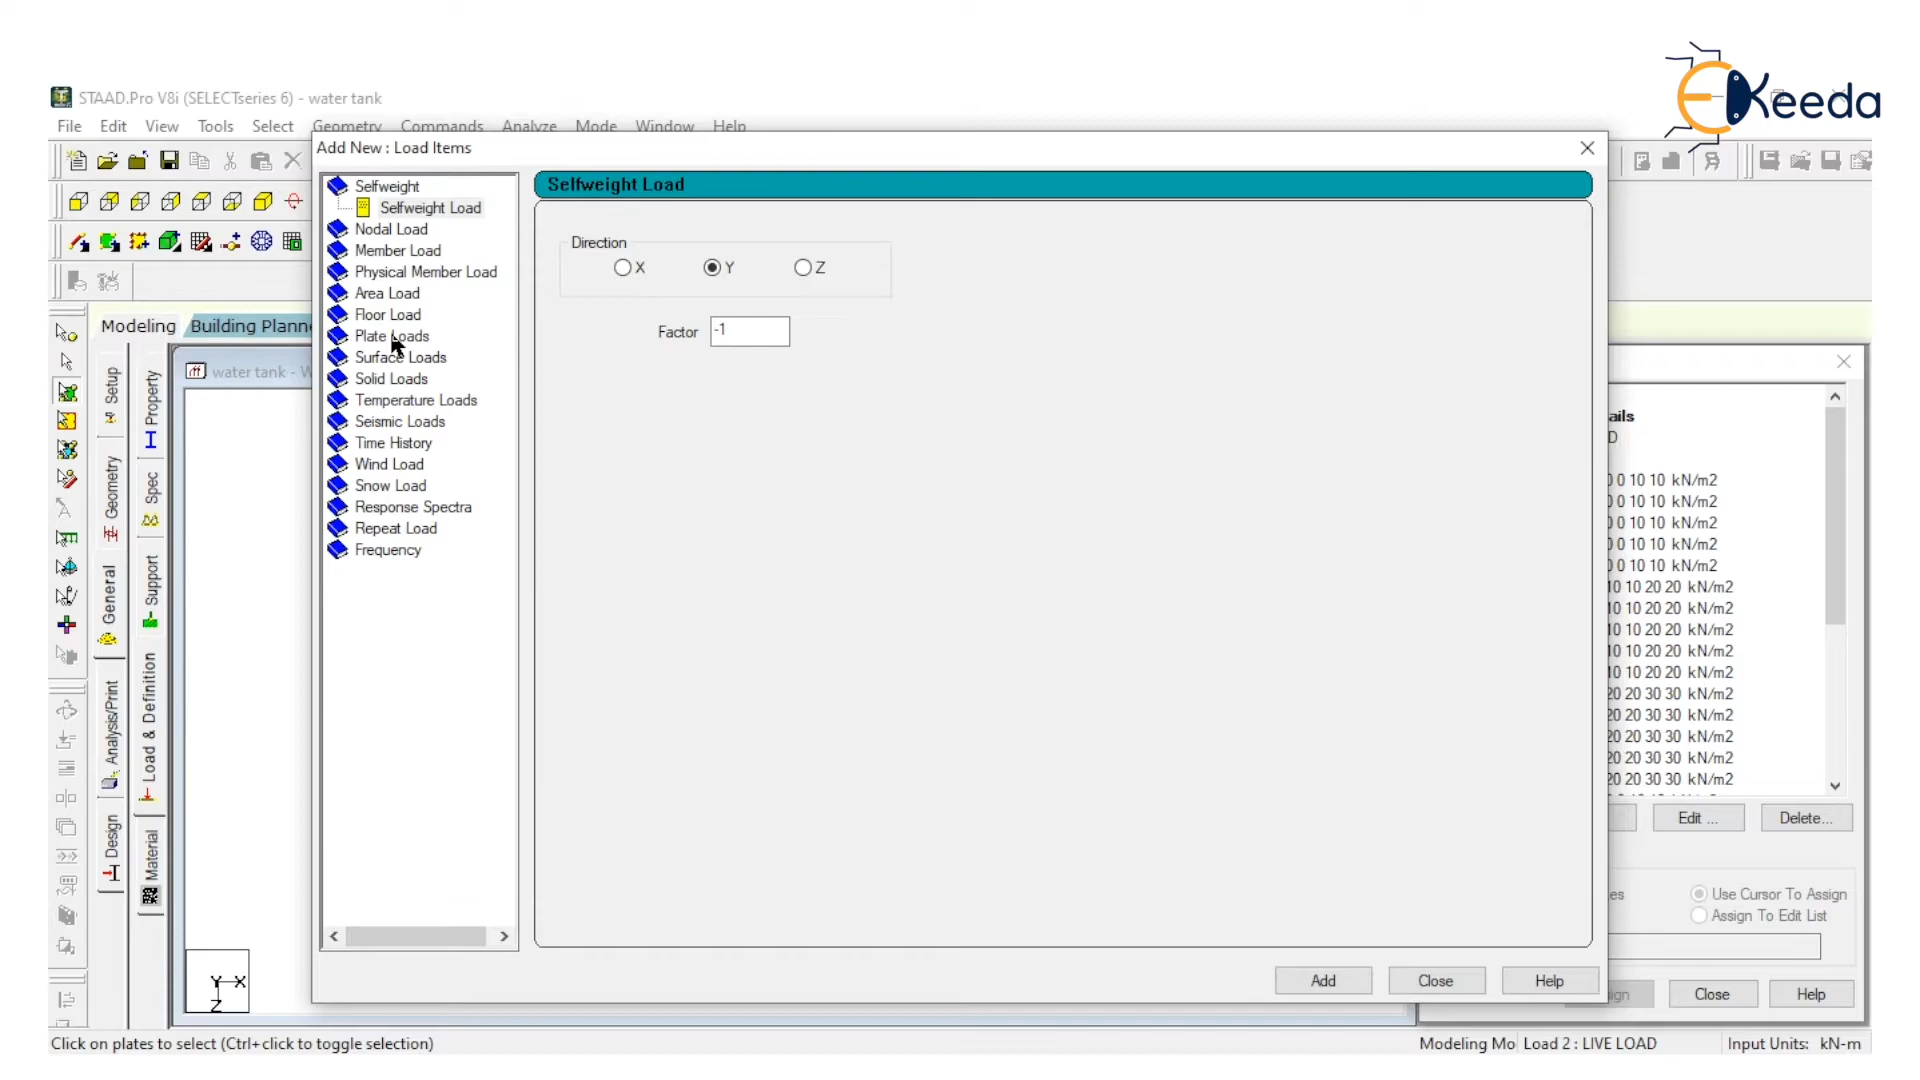 EKeeda
STAAD.Pro V8i (SELECTseries 6) - water tank
File Edit View Tools Select Geometry Commands Analyze Mode Window Help
Add New : Load Items
Selfweight
Selfweight Load
Nodal Load
Member Load
Physical Member Load
Area Load
Floor Load
Plate Loads
Surface Loads
Solid Loads
Temperature Loads
Seismic Loads
Time History
Wind Load
Snow Load
Response Spectra
Repeat Load
Frequency
Selfweight Load
Direction
X Y Z
Factor -1
Add Close Help
Modeling Building Plann
Setup
Geometry
General
Analysis/Print
Design
Property
Spec
Support
Load & Definition
Material
water tank - W
Y X
Z
ails
D
0 0 10 10 kN/m2
0 0 10 10 kN/m2
0 0 10 10 kN/m2
0 0 10 10 kN/m2
0 0 10 10 kN/m2
10 10 20 20 kN/m2
10 10 20 20 kN/m2
10 10 20 20 kN/m2
10 10 20 20 kN/m2
10 10 20 20 kN/m2
20 20 30 30 kN/m2
20 20 30 30 kN/m2
20 20 30 30 kN/m2
20 20 30 30 kN/m2
20 20 30 30 kN/m2
Edit ... Delete...
es Use Cursor To Assign
Assign To Edit List
gn Close Help
Click on plates to select (Ctrl+click to toggle selection)
Modeling Mo Load 2 : LIVE LOAD Input Units: kN-m